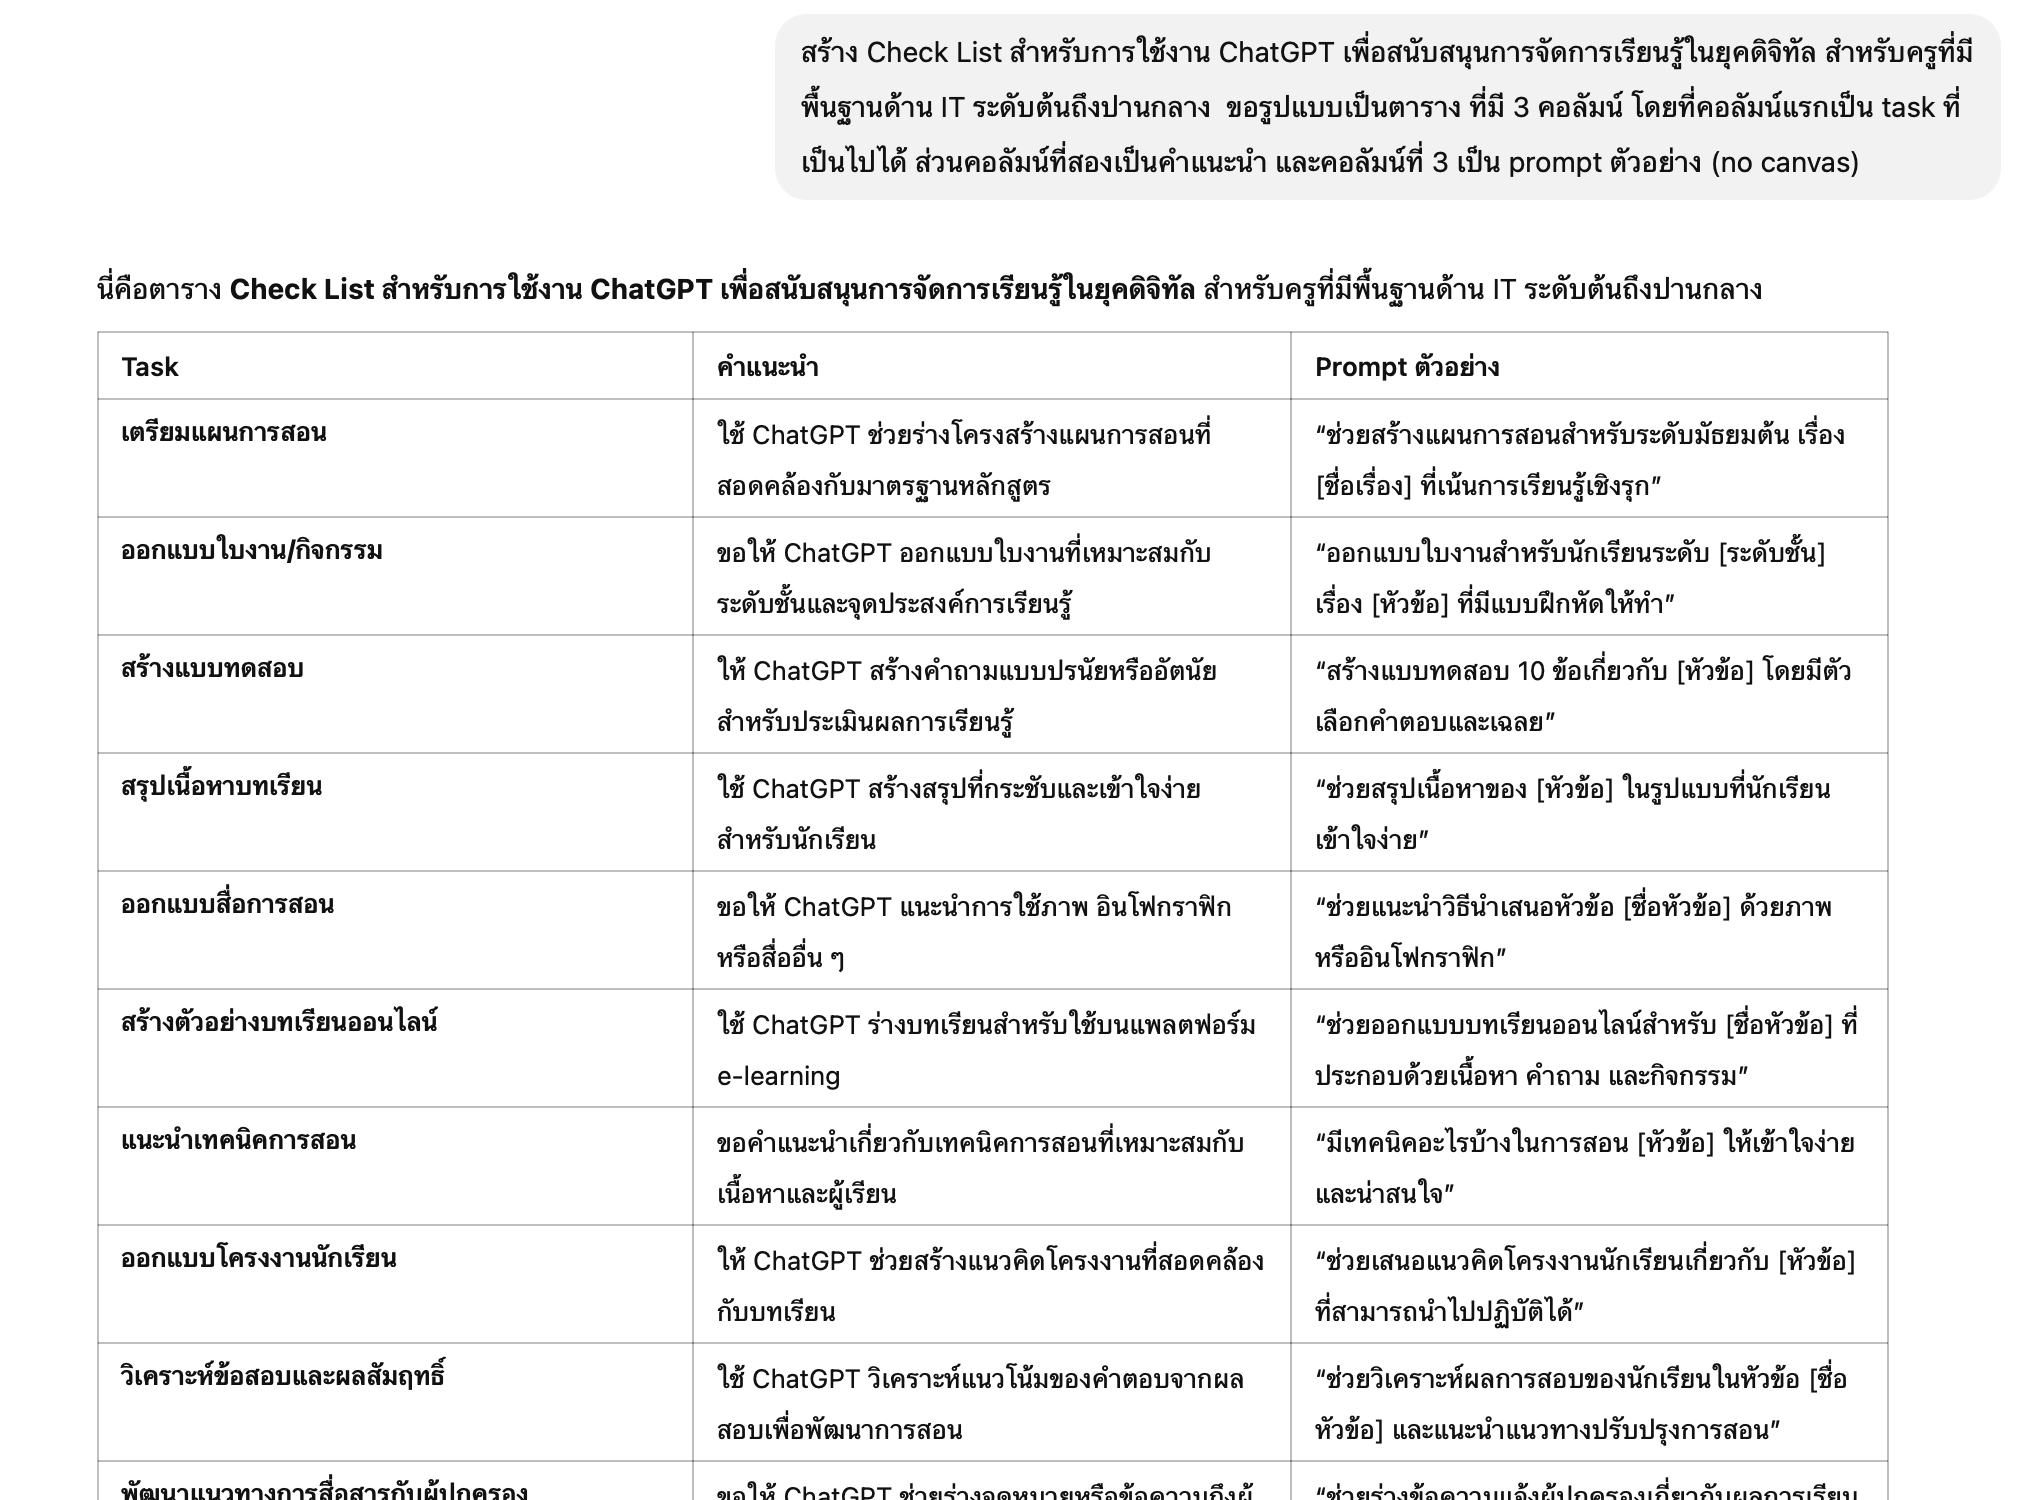 สร้าง Check List สำหรับการใช้งาน ChatGPT เพื่อสนับสนุนการจัดการเรียนรู้ในยุคดิจิทัล สำหรับครูที่มี
พื้นฐานด้าน IT ระดับต้นถึงปานกลาง ขอรูปแบบเป็นตาราง ที่มี 3 คอลัมน์ โดยที่คอลัมน์แรกเป็น task ที่
เป็นไปได้ ส่วนคอลัมน์ที่สองเป็นคำแนะนำ และคอลัมน์ที่ 3 เป็น prompt ตัวอย่าง (no canvas)
นี่คือตาราง Check List สำหรับการใช้งาน ChatGPT เพื่อสนับสนุนการจัดการเรียนรู้ในยุคดิจิทัล สำหรับครูที่มีพื้นฐานด้าน IT ระดับต้นถึงปานกลาง
Task
คำแนะนำ
Prompt ตัวอย่าง
เตรียมแผนการสอน
ใช้ ChatGPT ช่วยร่างโครงสร้างแผนการสอนที่
สอดคล้องกับมาตรฐานหลักสูตร
“ช่วยสร้างแผนการสอนสำหรับระดับมัธยมต้น เรื่อง
[ชื่อเรื่อง] ที่เน้นการเรียนรู้เชิงรุก”
ออกแบบใบงาน/กิจกรรม
ขอให้ ChatGPT ออกแบบใบงานที่เหมาะสมกับ
ระดับชั้นและจุดประสงค์การเรียนรู้
“ออกแบบใบงานสำหรับนักเรียนระดับ [ระดับชั้น]
เรื่อง [หัวข้อ] ที่มีแบบฝึกหัดให้ทำ”
สร้างแบบทดสอบ
ให้ ChatGPT สร้างคำถามแบบปรนัยหรืออัตนัย
สำหรับประเมินผลการเรียนรู้
“สร้างแบบทดสอบ 10 ข้อเกี่ยวกับ [หัวข้อ] โดยมีตัว
เลือกคำตอบและเฉลย”
สรุปเนื้อหาบทเรียน
ใช้ ChatGPT สร้างสรุปที่กระชับและเข้าใจง่าย
สำหรับนักเรียน
“ช่วยสรุปเนื้อหาของ [หัวข้อ] ในรูปแบบที่นักเรียน
เข้าใจง่าย”
ออกแบบสื่อการสอน
ขอให้ ChatGPT แนะนำการใช้ภาพ อินโฟกราฟิก
หรือสื่ออื่น ๆ
“ช่วยแนะนำวิธีนำเสนอหัวข้อ [ชื่อหัวข้อ] ด้วยภาพ
หรืออินโฟกราฟิก”
สร้างตัวอย่างบทเรียนออนไลน์
ใช้ ChatGPT ร่างบทเรียนสำหรับใช้บนแพลตฟอร์ม
e-learning
“ช่วยออกแบบบทเรียนออนไลน์สำหรับ [ชื่อหัวข้อ] ที่
ประกอบด้วยเนื้อหา คำถาม และกิจกรรม”
แนะนำเทคนิคการสอน
ขอคำแนะนำเกี่ยวกับเทคนิคการสอนที่เหมาะสมกับ
เนื้อหาและผู้เรียน
“มีเทคนิคอะไรบ้างในการสอน [หัวข้อ] ให้เข้าใจง่าย
และน่าสนใจ”
ออกแบบโครงงานนักเรียน
ให้ ChatGPT ช่วยสร้างแนวคิดโครงงานที่สอดคล้อง
กับบทเรียน
“ช่วยเสนอแนวคิดโครงงานนักเรียนเกี่ยวกับ [หัวข้อ]
ที่สามารถนำไปปฏิบัติได้”
วิเคราะห์ข้อสอบและผลสัมฤทธิ์
ใช้ ChatGPT วิเคราะห์แนวโน้มของคำตอบจากผล
สอบเพื่อพัฒนาการสอน
“ช่วยวิเคราะห์ผลการสอบของนักเรียนในหัวข้อ [ชื่อ
หัวข้อ] และแนะนำแนวทางปรับปรุงการสอน”
พัฒนาแนวทางการสื่อสารกับผู้ปกครอง
ขอให้ ChatGPT ช่วยร่างจดหมายหรือข้อความถึงผู้
“ช่วยร่างข้อความแจ้งผู้ปกครองเกี่ยวกับผลการเรียน